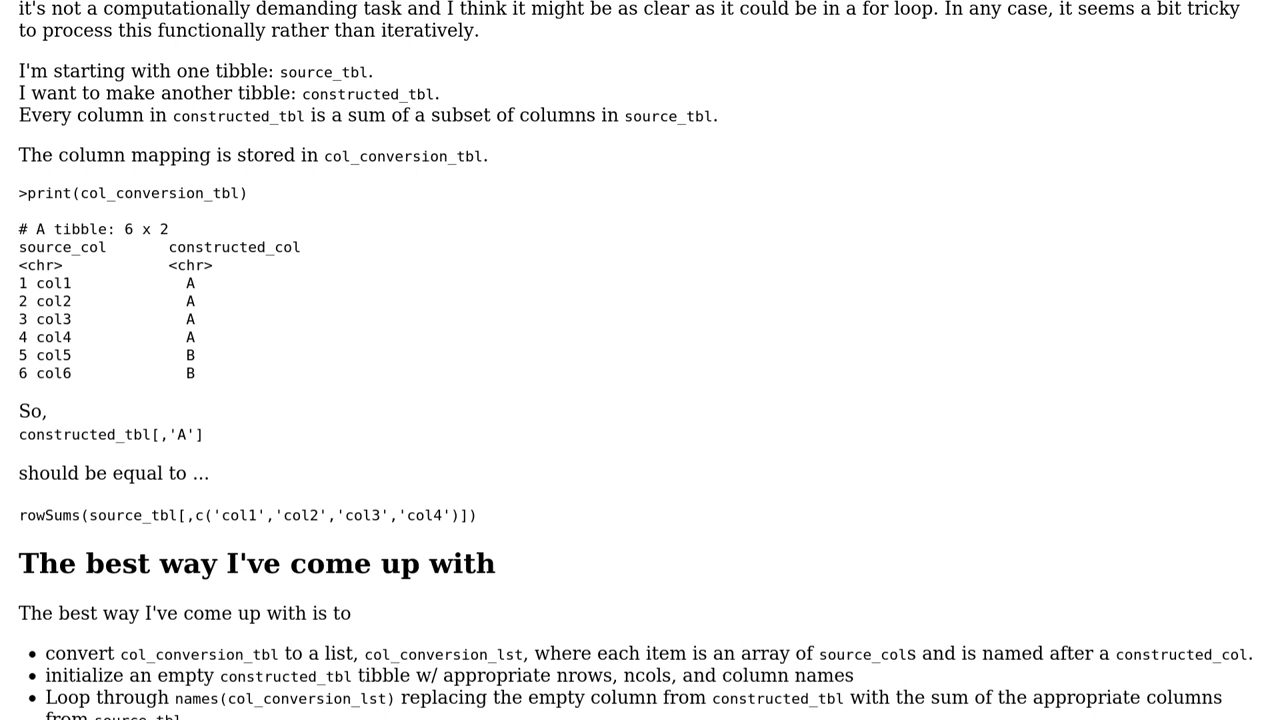 it's not a computationally demanding task and I think it might be as clear as it could be in a for loop. In any case, it seems a bit tricky
to process this functionally rather than iteratively.
I'm starting with one tibble: source_tbl.
I want to make another tibble: constructed_tbl.
Every column in constructed_tbl is a sum of a subset of columns in source_tbl.
The column mapping is stored in col_conversion_tbl.
>print(col_conversion_tbl)
# A tibble: 6 x 2
source_col       constructed_col
<chr>            <chr>
1 col1             A
2 col2             A
3 col3             A
4 col4             A
5 col5             B
6 col6             B
So,
constructed_tbl[,'A']
should be equal to ...
rowSums(source_tbl[,c('col1','col2','col3','col4')])
The best way I've come up with
The best way I've come up with is to
• convert col_conversion_tbl to a list, col_conversion_lst, where each item is an array of source_cols and is named after a constructed_col.
• initialize an empty constructed_tbl tibble w/ appropriate nrows, ncols, and column names
• Loop through names(col_conversion_lst) replacing the empty column from constructed_tbl with the sum of the appropriate columns
from source_tbl